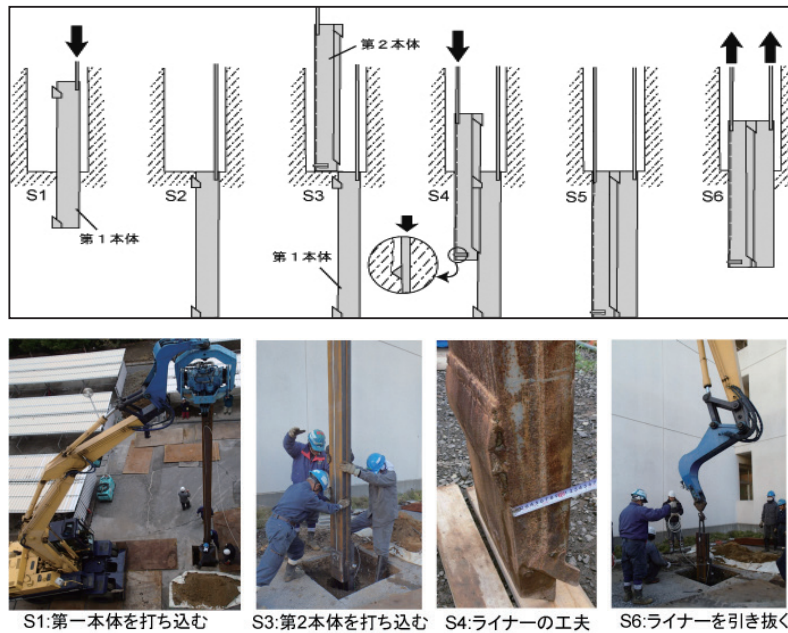 第２本体
S1
S2
S3
S4
S5
S6
第１本体
第１本体
S1:第一本体を打ち込む
S3:第2本体を打ち込む
S4:ライナーの工夫
S6:ライナーを引き抜く